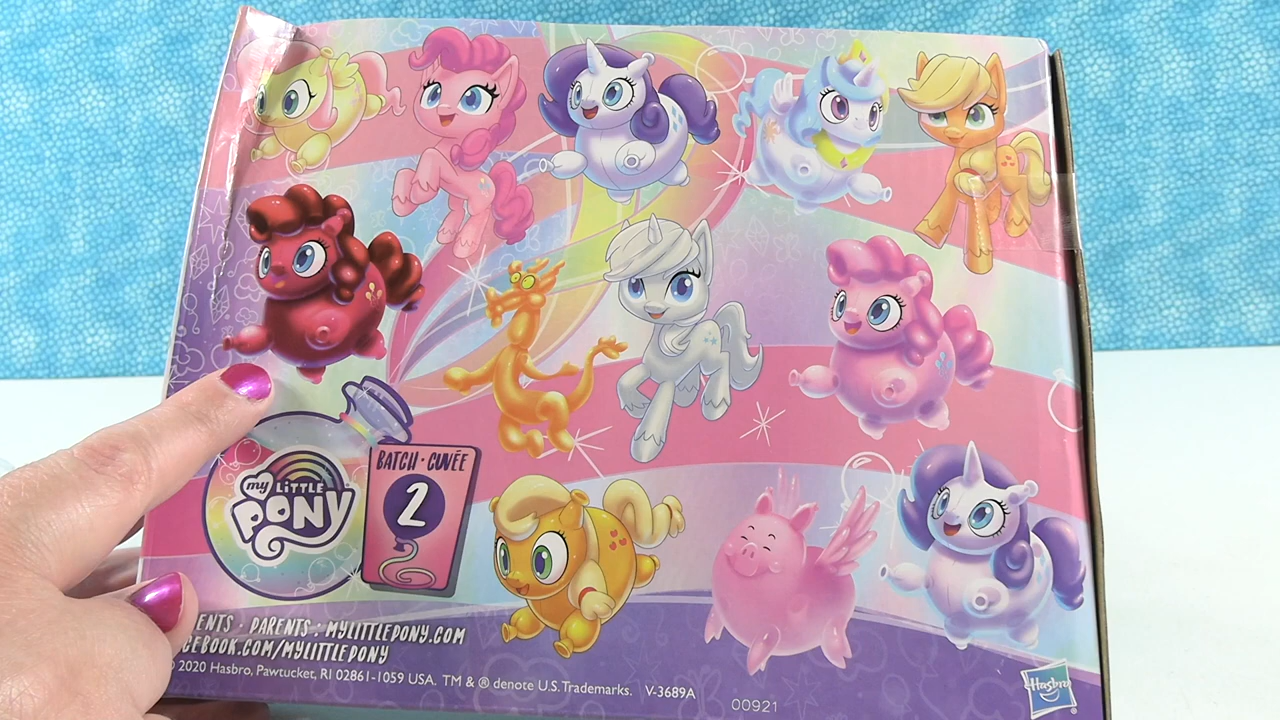 BATCH · CUVÉE
2
my LiTTLE
PONY
ENTS · PARENTS : MYLITTLEPONY.COM
CEBOOK.COM/MYLITTLEPONY
2020 Hasbro, Pawtucket, RI 02861-1059 USA. TM & ® denote U.S. Trademarks. V-3689A
00921
Hasbro